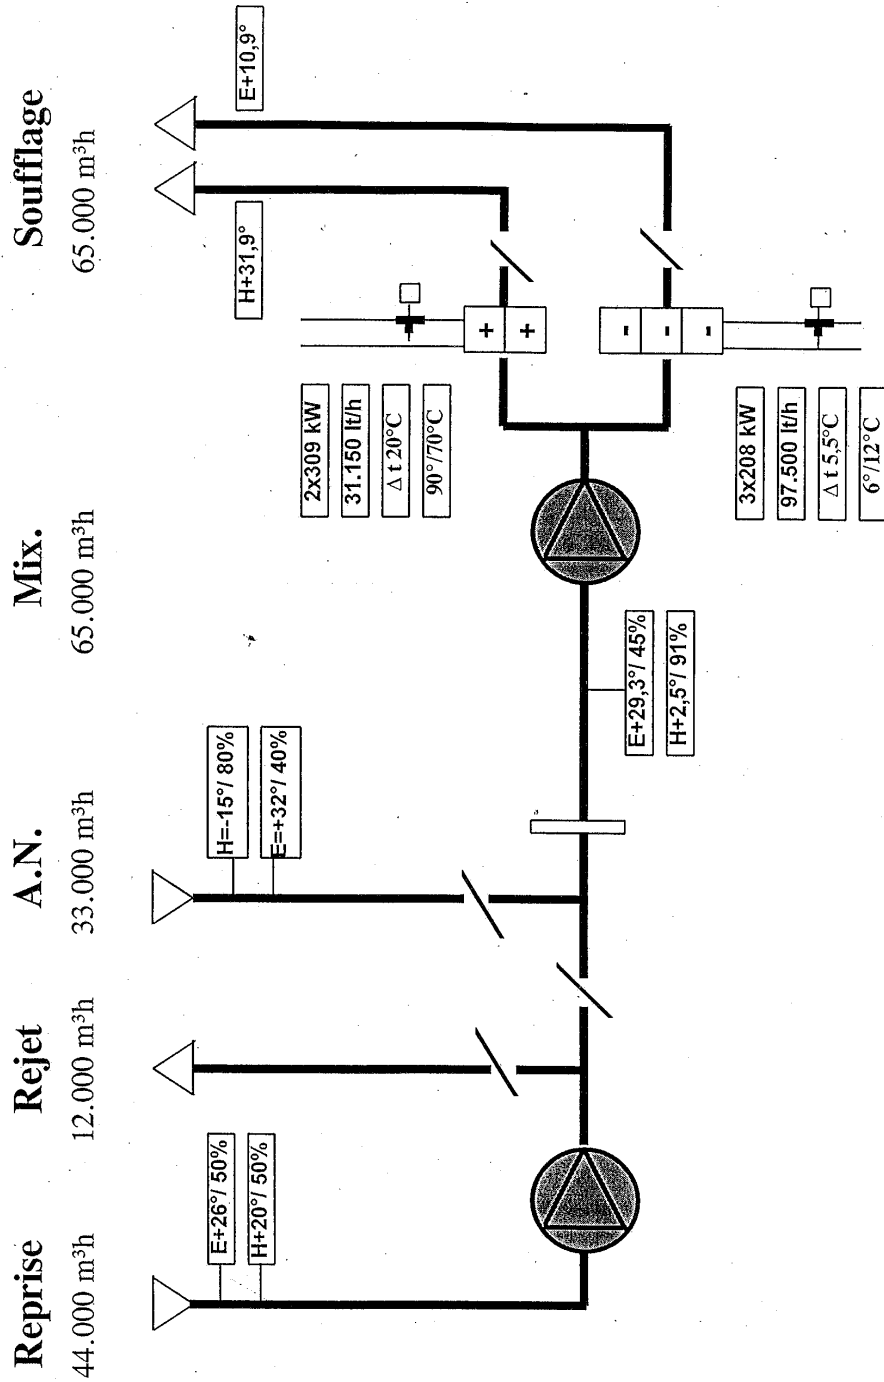 Reprise
44.000 m³h
Rejet
12.000 m³h
A.N.
33.000 m³h
Mix.
65.000 m³h
Soufflage
65.000 m³h
E+26°/ 50%
H+20°/ 50%
H=-15°/ 80%
E=+32°/ 40%
E+29,3°/ 45%
H+2,5°/ 91%
2x309 kW
31.150 lt/h
Δ t 20°C
90°/70°C
+
+
H+31,9°
E+10,9°
-
-
-
3x208 kW
97.500 lt/h
Δ t 5,5°C
6°/12°C